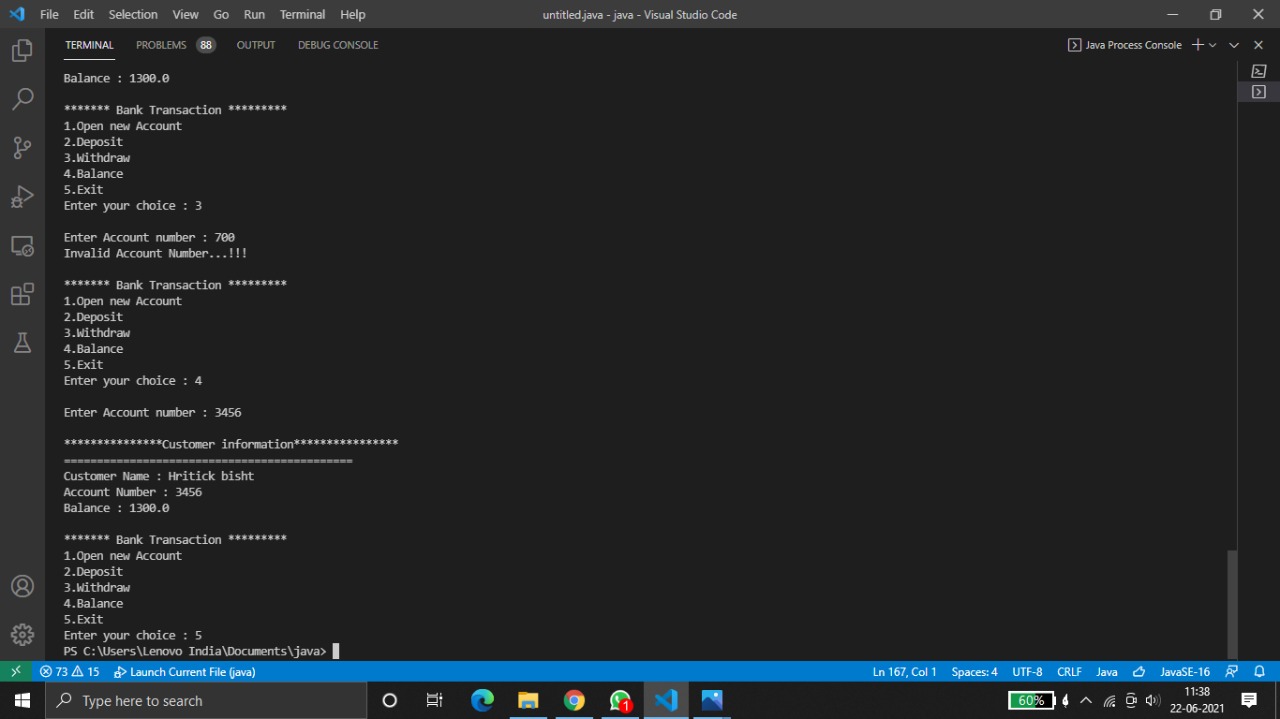 File Edit Selection View Go Run Terminal Help
untitled.java - java - Visual Studio Code
TERMINAL PROBLEMS 88 OUTPUT DEBUG CONSOLE
Java Process Console
Balance : 1300.0
******* Bank Transaction *********
1.Open new Account
2.Deposit
3.Withdraw
4.Balance
5.Exit
Enter your choice : 3
Enter Account number : 700
Invalid Account Number...!!!
******* Bank Transaction *********
1.Open new Account
2.Deposit
3.Withdraw
4.Balance
5.Exit
Enter your choice : 4
Enter Account number : 3456
***************Customer information****************
============================================
Customer Name : Hritick bisht
Account Number : 3456
Balance : 1300.0
******* Bank Transaction *********
1.Open new Account
2.Deposit
3.Withdraw
4.Balance
5.Exit
Enter your choice : 5
PS C:\Users\Lenovo India\Documents\java>
73 15 Launch Current File (java)
Ln 167, Col 1 Spaces: 4 UTF-8 CRLF Java JavaSE-16
Type here to search
1
60%
11:38
22-06-2021